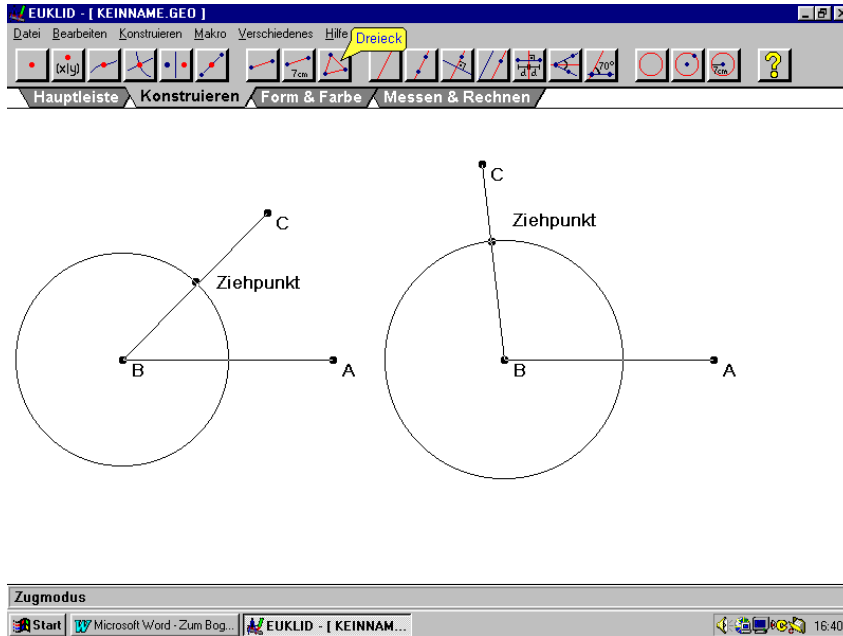 EUKLID - [ KEINNAME.GEO ]
Datei Bearbeiten Konstruieren Makro Verschiedenes Hilfe
Dreieck
(x|y) 7cm d d 70° 7cm ?
Hauptleiste Konstruieren Form & Farbe Messen & Rechnen
C
C
Ziehpunkt
Ziehpunkt
B A B A
Zugmodus
Start Microsoft Word - Zum Bog... EUKLID - [ KEINNAM... 16:40